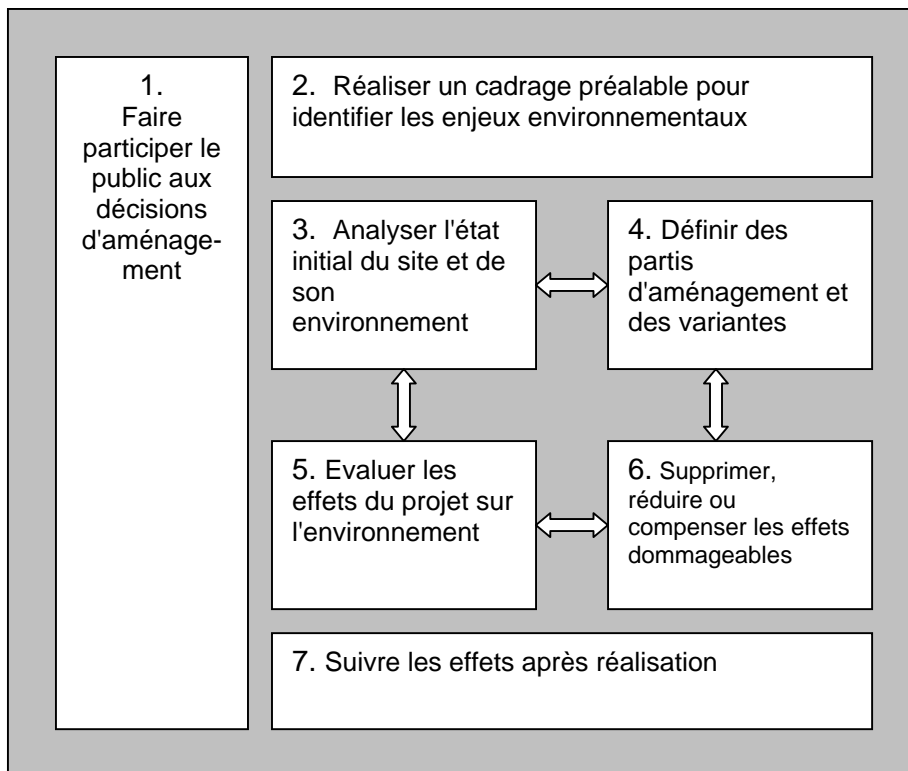 1.
Faire
participer le
public aux
décisions
d'aménage-
ment
2. Réaliser un cadrage préalable pour
identifier les enjeux environnementaux
3. Analyser l'état
initial du site et de
son
environnement
4. Définir des
partis
d'aménagement et
des variantes
5. Evaluer les
effets du projet sur
l'environnement
6. Supprimer,
réduire ou
compenser les effets
dommageables
7. Suivre les effets après réalisation